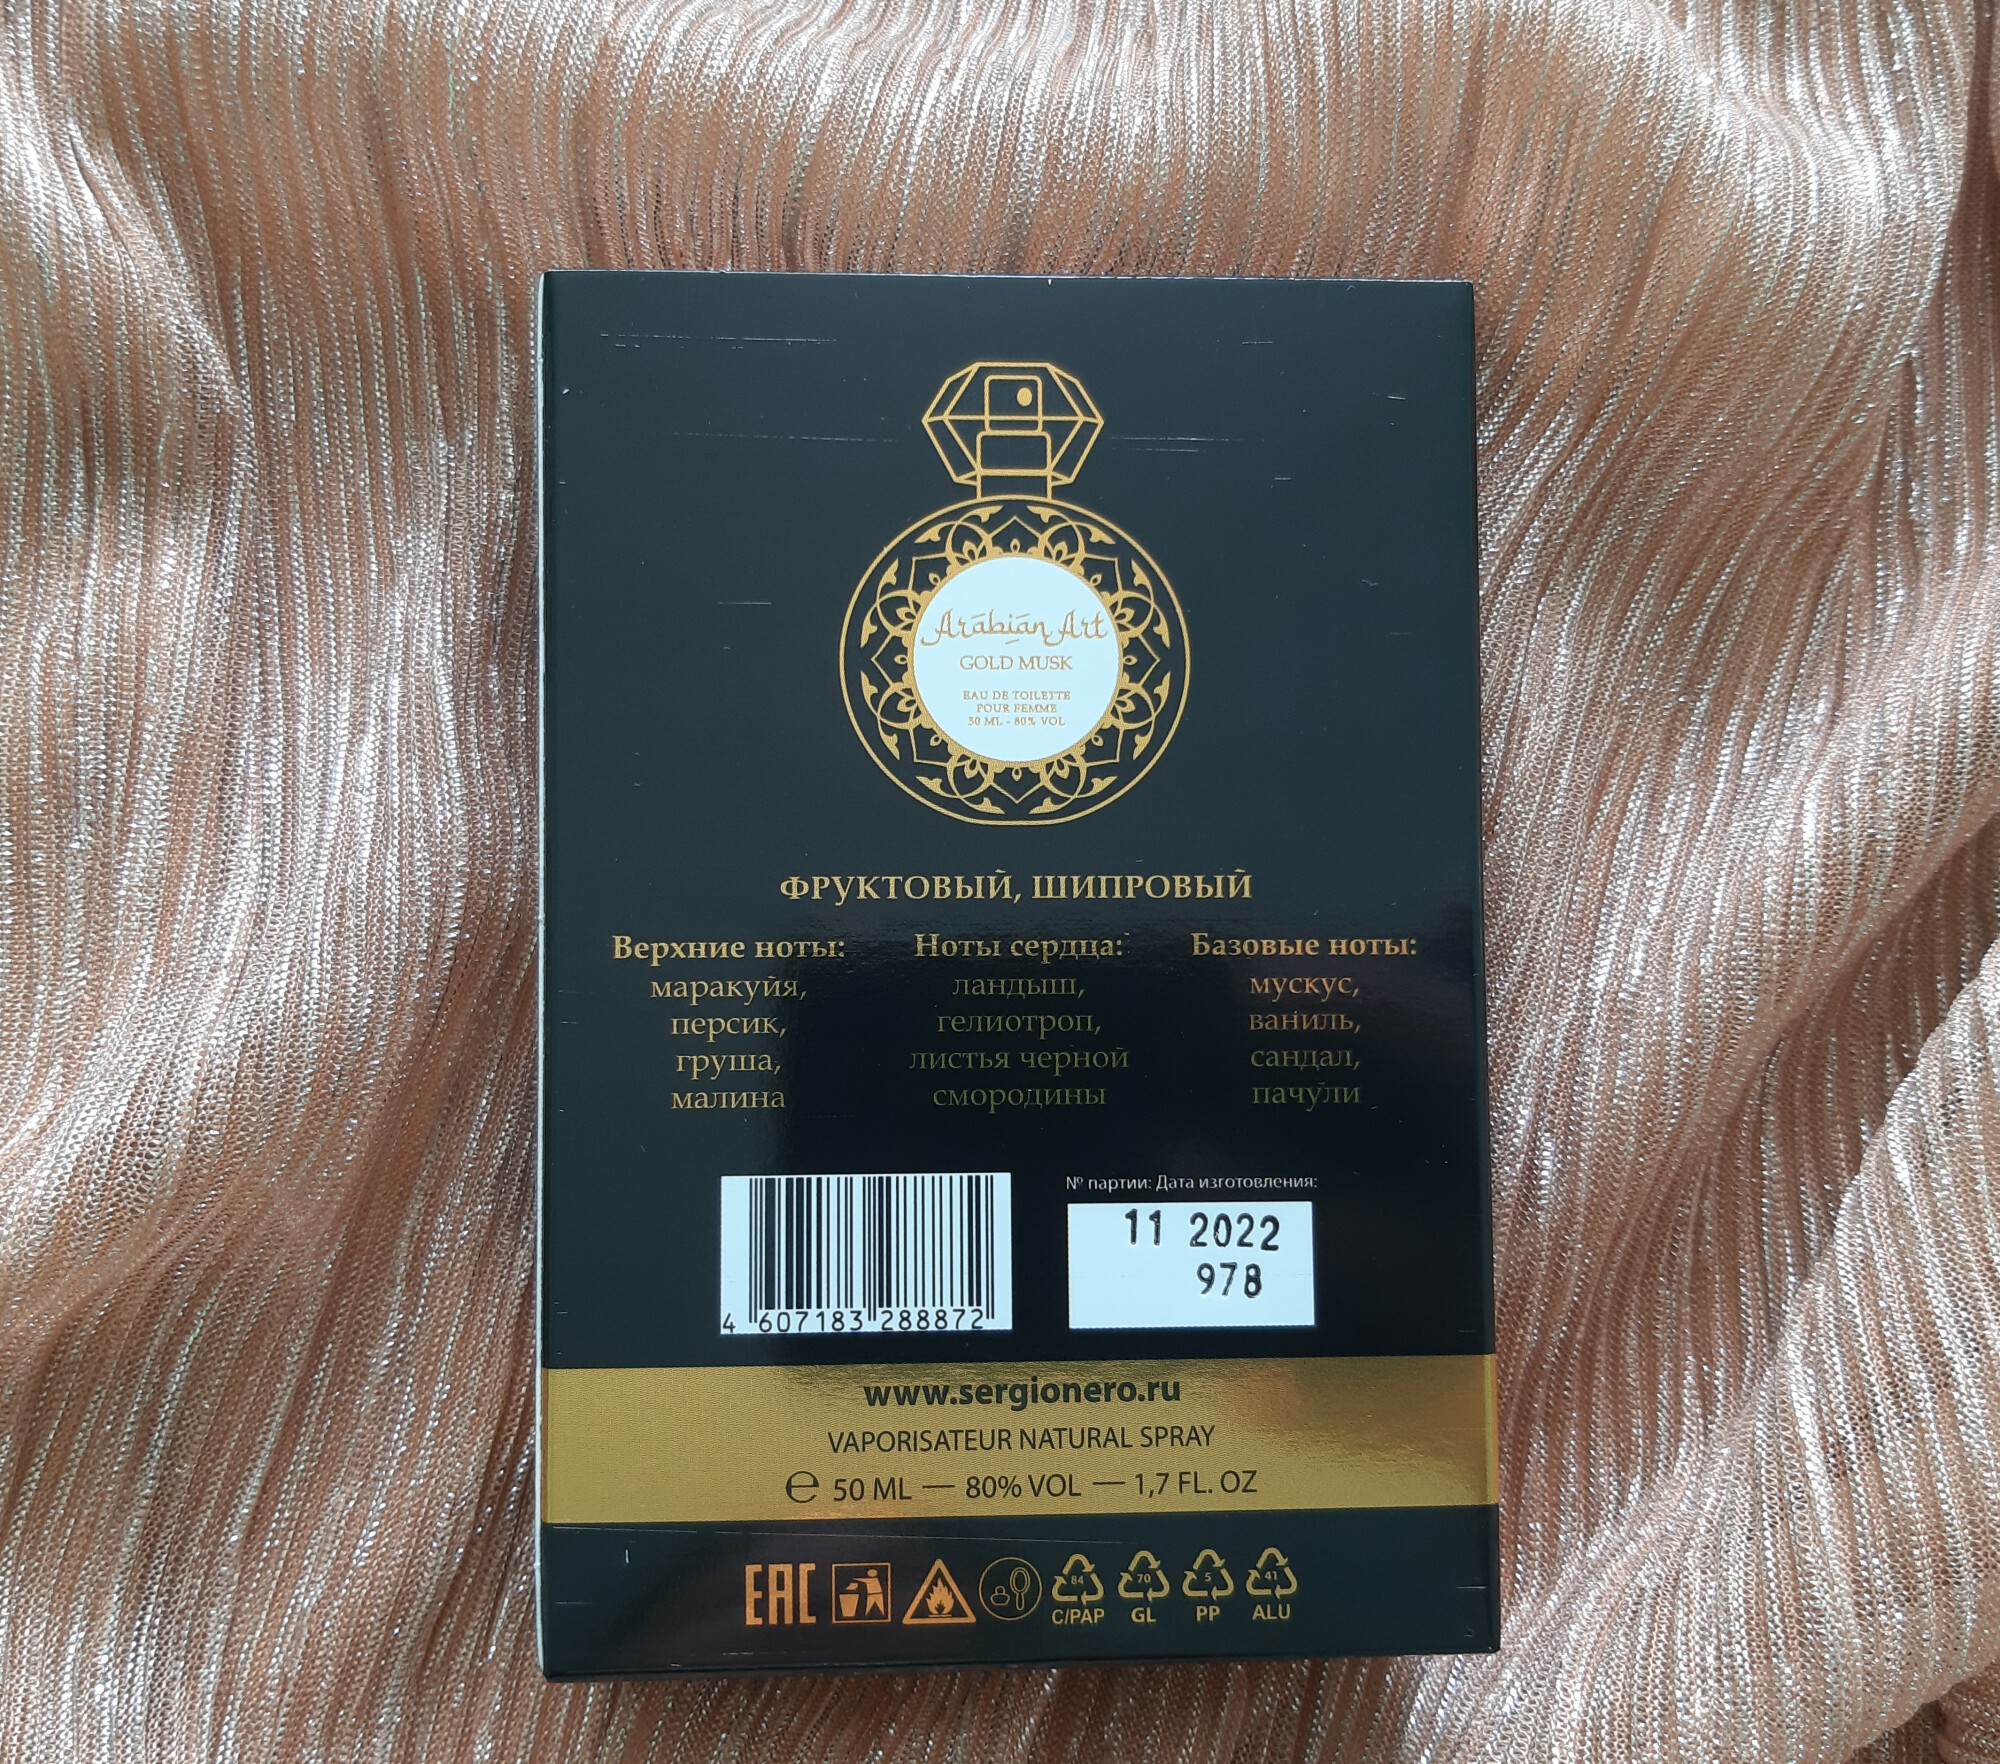 Arabian Art
GOLD MUSK
EAU DE TOILETTE
POUR FEMME
50 ML - 80% VOL
ФРУКТОВЫЙ, ШИПРОВЫЙ
Верхние ноты:
маракуйя,
персик,
груша,
малина
Ноты сердца:
ландыш,
гелиотроп,
листья черной
смородины
Базовые ноты:
мускус,
ваниль,
сандал,
пачули
4 607183 288872
№ партии: Дата изготовления:
11 2022
978
www.sergionero.ru
VAPORISATEUR NATURAL SPRAY
℮ 50 ML — 80% VOL — 1,7 FL. OZ
EAC
84
C/PAP
70
GL
5
PP
41
ALU